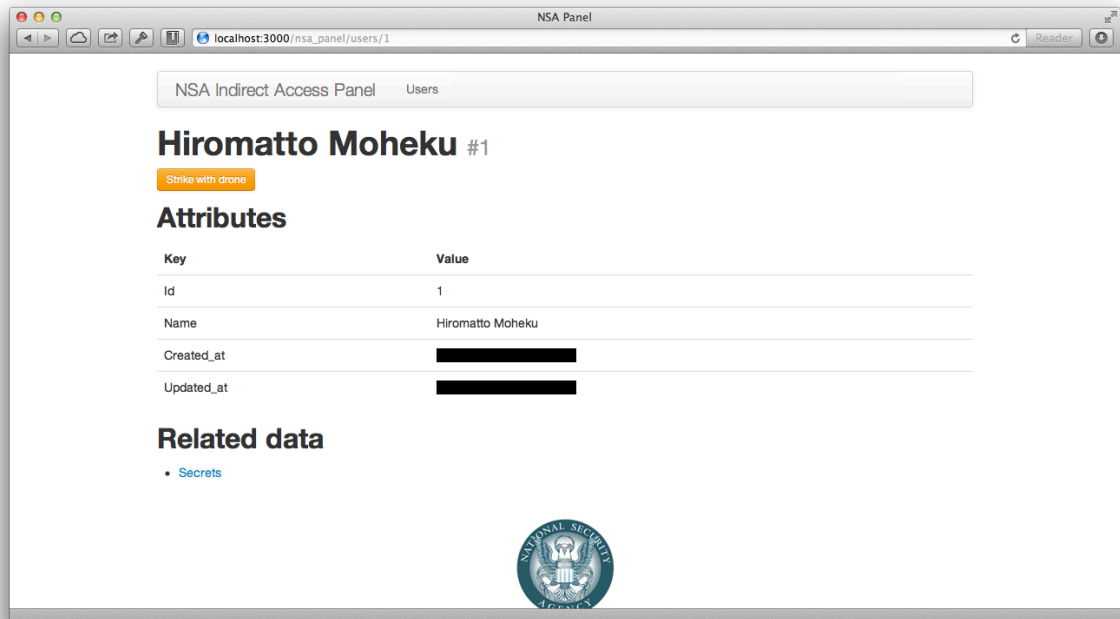 NSA Panel
localhost:3000/nsa_panel/users/1
Reader
NSA Indirect Access Panel Users
Hiromatto Moheku #1
Strike with drone
Attributes
Key Value
Id 1
Name Hiromatto Moheku
Created_at
Updated_at
Related data
Secrets
NATIONAL SECURITY
AGENCY